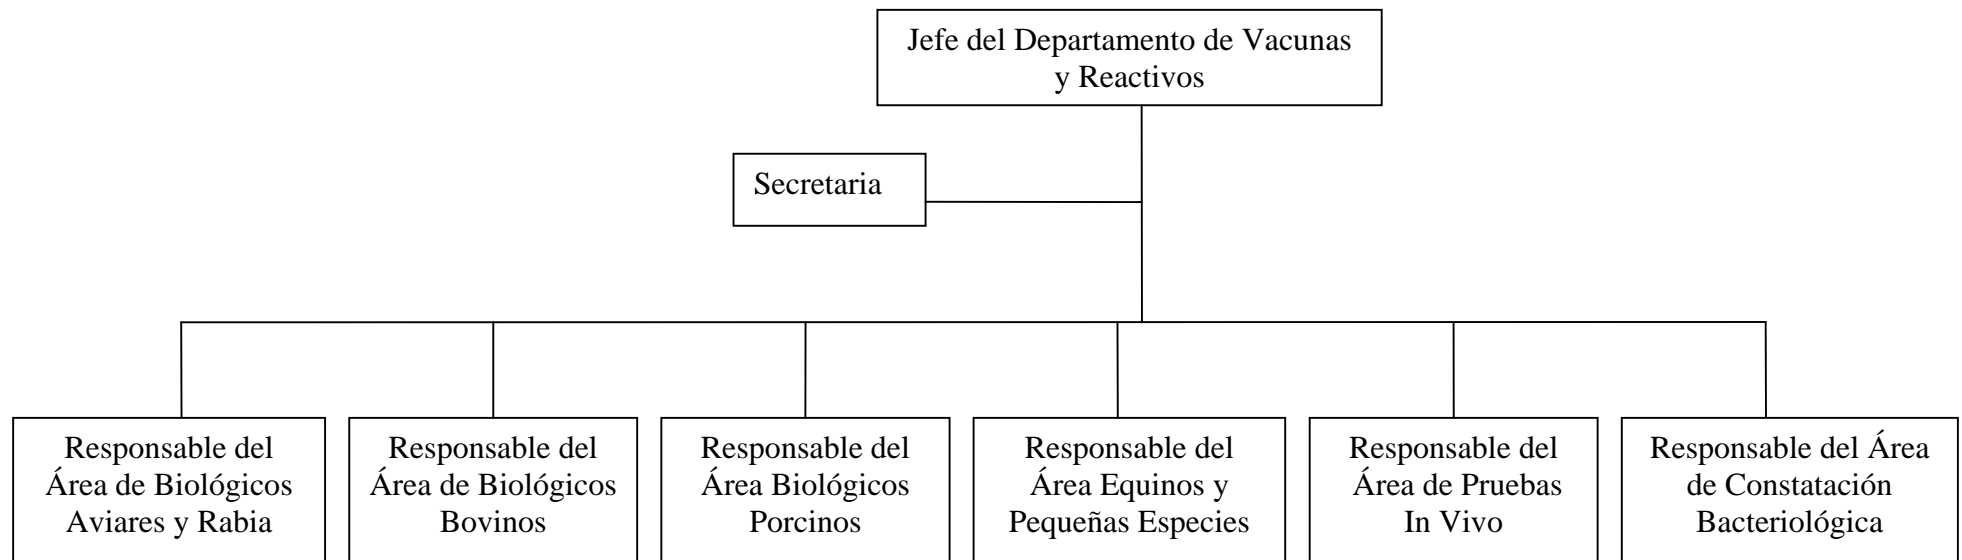 Jefe del Departamento de Vacunas
y Reactivos
Secretaria
Responsable del
Área de Biológicos
Aviares y Rabia
Responsable del
Área de Biológicos
Bovinos
Responsable del
Área Biológicos
Porcinos
Responsable del
Área Equinos y
Pequeñas Especies
Responsable del
Área de Pruebas
In Vivo
Responsable del Área
de Constatación
Bacteriológica